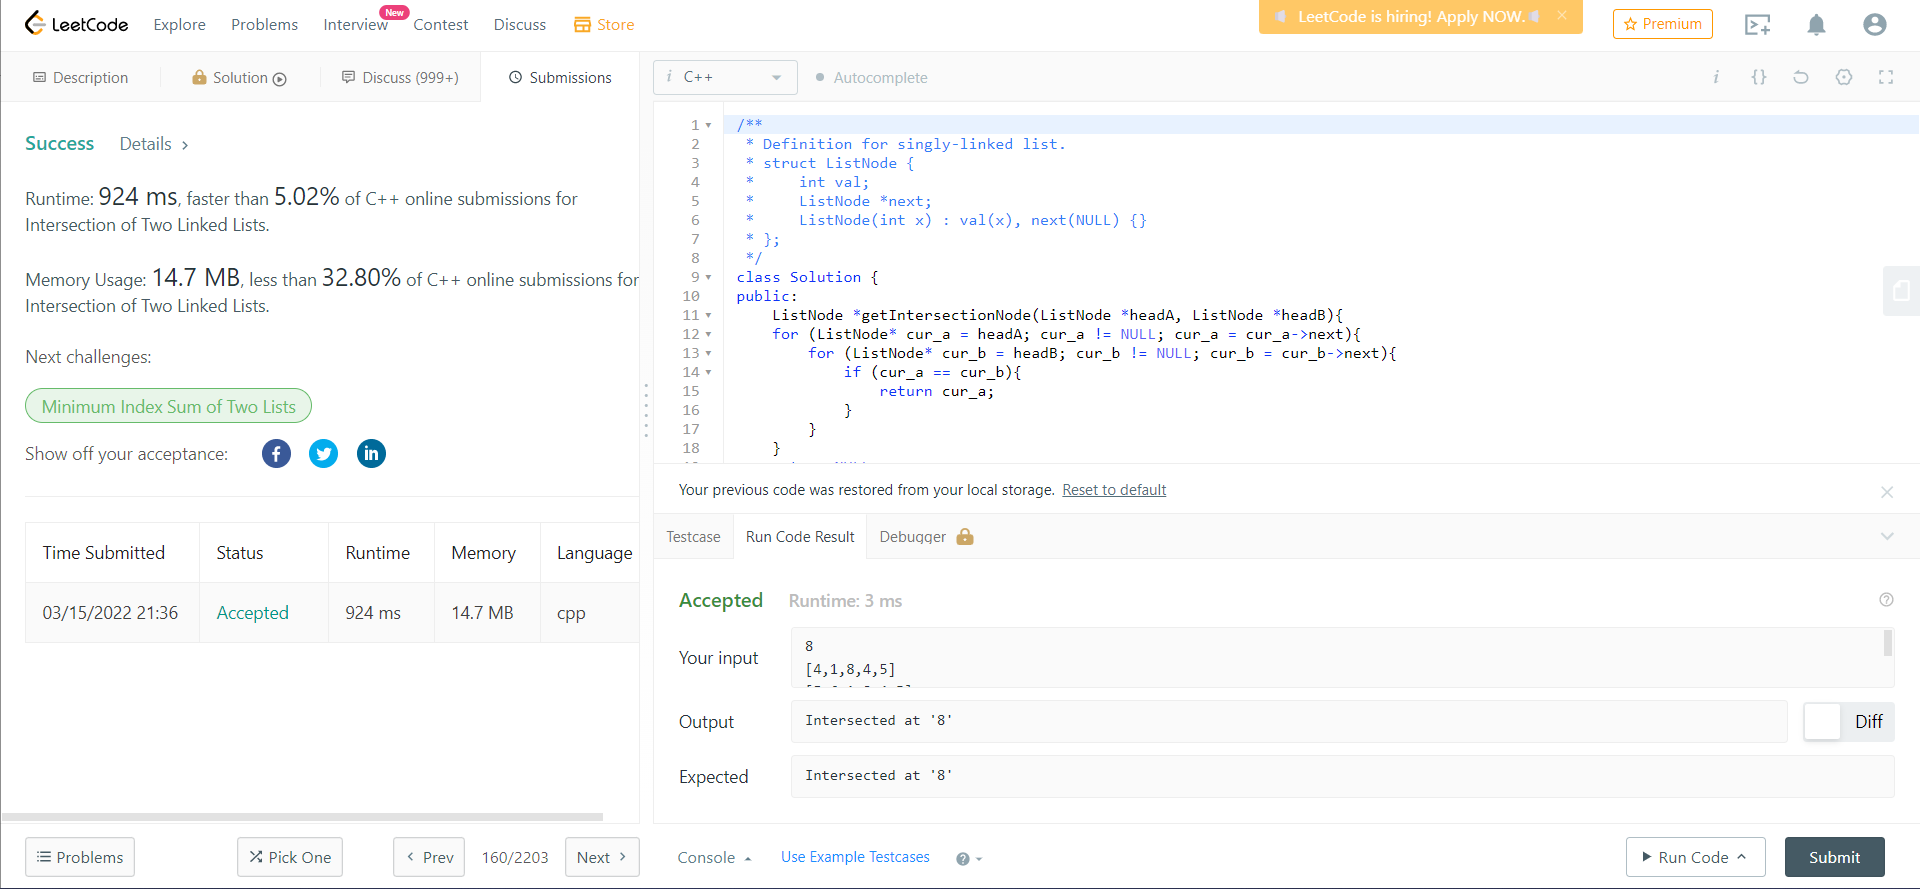 LeetCode Explore Problems Interview New Contest Discuss Store LeetCode is hiring! Apply NOW. Premium
Description Solution Discuss (999+) Submissions
i C++ Autocomplete i {}
Success Details >
Runtime: 924 ms, faster than 5.02% of C++ online submissions for
Intersection of Two Linked Lists.
Memory Usage: 14.7 MB, less than 32.80% of C++ online submissions for
Intersection of Two Linked Lists.
Next challenges:
Minimum Index Sum of Two Lists
Show off your acceptance: f in
Time Submitted Status Runtime Memory Language
03/15/2022 21:36 Accepted 924 ms 14.7 MB cpp
1 /**
2 * Definition for singly-linked list.
3 * struct ListNode {
4 * int val;
5 * ListNode *next;
6 * ListNode(int x) : val(x), next(NULL) {}
7 * };
8 */
9 class Solution {
10 public:
11 ListNode *getIntersectionNode(ListNode *headA, ListNode *headB){
12 for (ListNode* cur_a = headA; cur_a != NULL; cur_a = cur_a->next){
13 for (ListNode* cur_b = headB; cur_b != NULL; cur_b = cur_b->next){
14 if (cur_a == cur_b){
15 return cur_a;
16 }
17 }
18 }
Your previous code was restored from your local storage. Reset to default
Testcase Run Code Result Debugger
Accepted Runtime: 3 ms
Your input
8
[4,1,8,4,5]
Output Intersected at '8' Diff
Expected Intersected at '8'
Problems Pick One < Prev 160/2203 Next > Console Use Example Testcases Run Code Submit